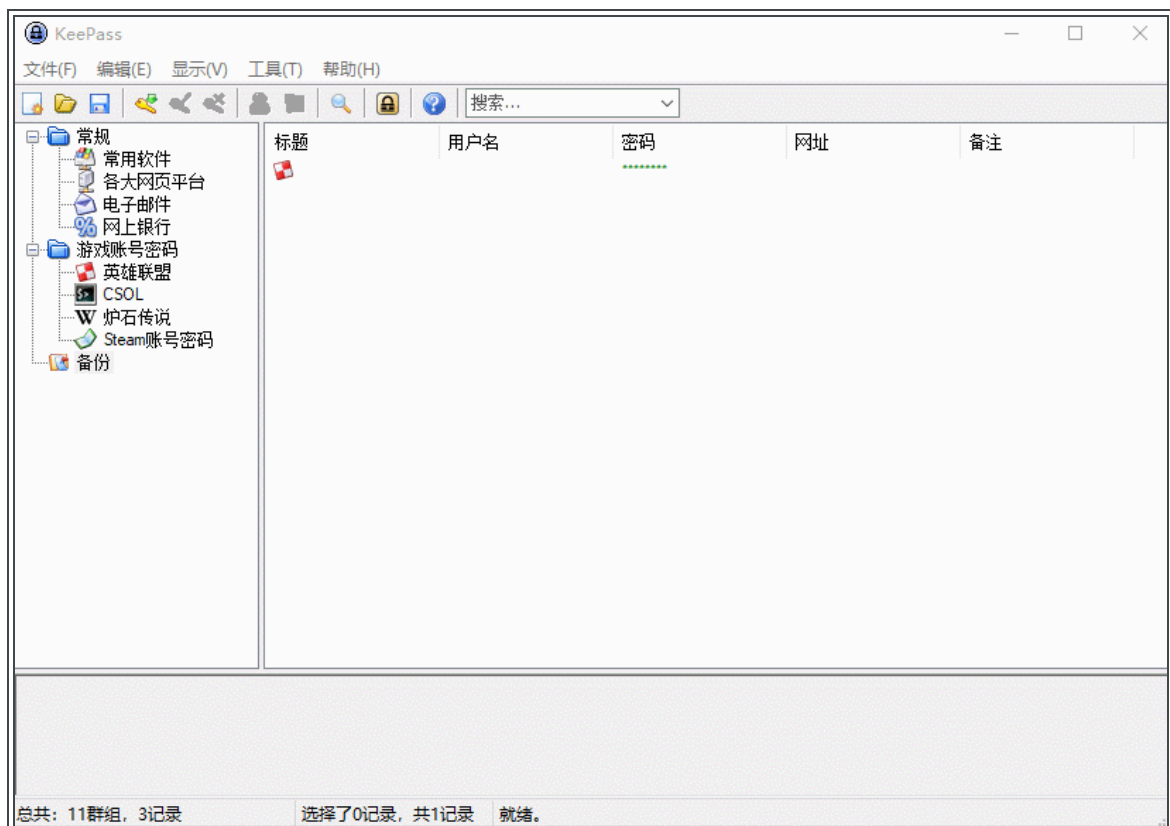 KeePass
文件(F) 编辑(E) 显示(V) 工具(T) 帮助(H)
搜索...
常规
常用软件
各大网页平台
电子邮件
网上银行
游戏账号密码
英雄联盟
CSOL
炉石传说
Steam账号密码
备份
标题 用户名 密码 网址 备注
********
总共：11群组，3记录 选择了0记录，共1记录 就绪。